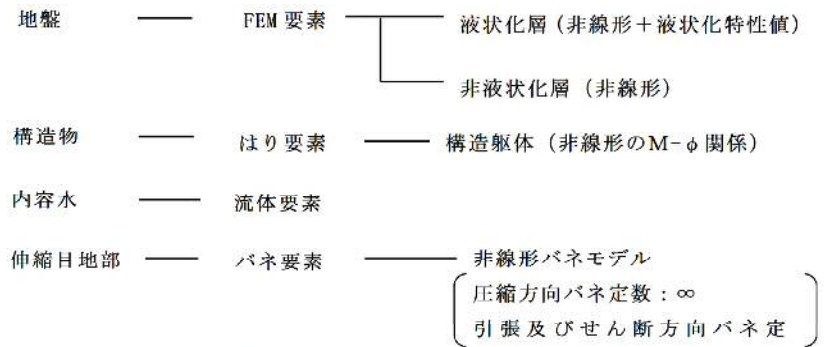 地盤 FEM 要素 液状化層（非線形＋液状化特性値）
非液状化層（非線形）
構造物 はり要素 構造躯体（非線形のM-φ関係）
内容水 流体要素
伸縮目地部 バネ要素 非線形バネモデル
圧縮方向バネ定数：∞
引張及びせん断方向バネ定